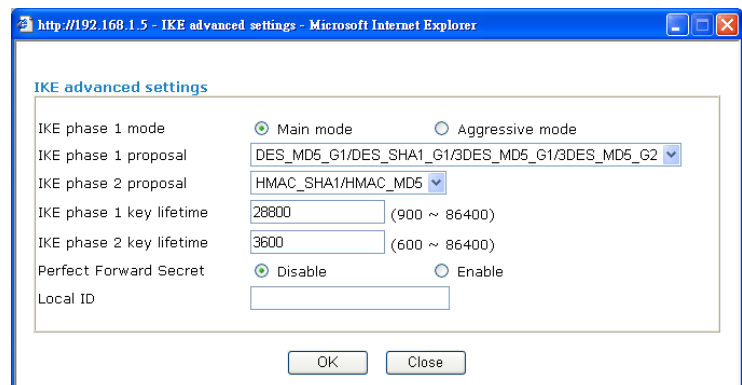 http://192.168.1.5 - IKE advanced settings - Microsoft Internet Explorer
IKE advanced settings
IKE phase 1 mode Main mode Aggressive mode
IKE phase 1 proposal DES_MD5_G1/DES_SHA1_G1/3DES_MD5_G1/3DES_MD5_G2
IKE phase 2 proposal HMAC_SHA1/HMAC_MD5
IKE phase 1 key lifetime 28800 (900 ~ 86400)
IKE phase 2 key lifetime 3600 (600 ~ 86400)
Perfect Forward Secret Disable Enable
Local ID
OK Close